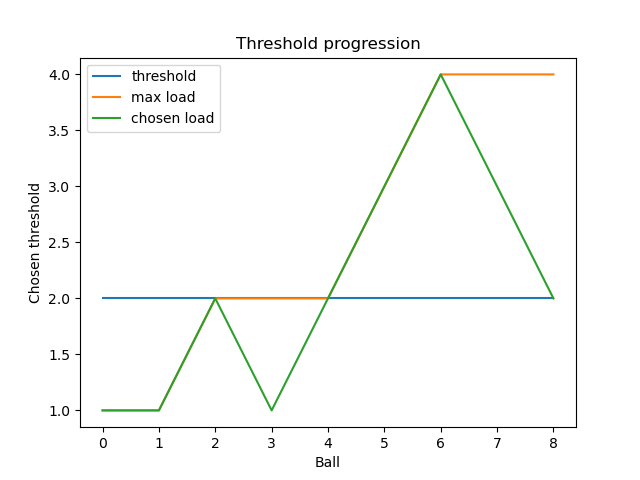 Threshold progression
threshold
max load
chosen load
Chosen threshold
4.0
3.5
3.0
2.5
2.0
1.5
1.0
0 1 2 3 4 5 6 7 8
Ball